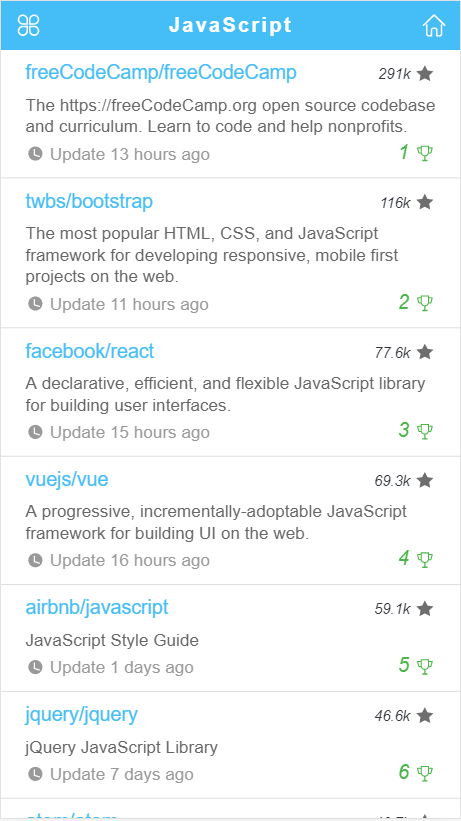 JavaScript
freeCodeCamp/freeCodeCamp 291k
The https://freeCodeCamp.org open source codebase
and curriculum. Learn to code and help nonprofits.
Update 13 hours ago 1
twbs/bootstrap 116k
The most popular HTML, CSS, and JavaScript
framework for developing responsive, mobile first
projects on the web.
Update 11 hours ago 2
facebook/react 77.6k
A declarative, efficient, and flexible JavaScript library
for building user interfaces.
Update 15 hours ago 3
vuejs/vue 69.3k
A progressive, incrementally-adoptable JavaScript
framework for building UI on the web.
Update 16 hours ago 4
airbnb/javascript 59.1k
JavaScript Style Guide
Update 1 days ago 5
jquery/jquery 46.6k
jQuery JavaScript Library
Update 7 days ago 6
atom/atom